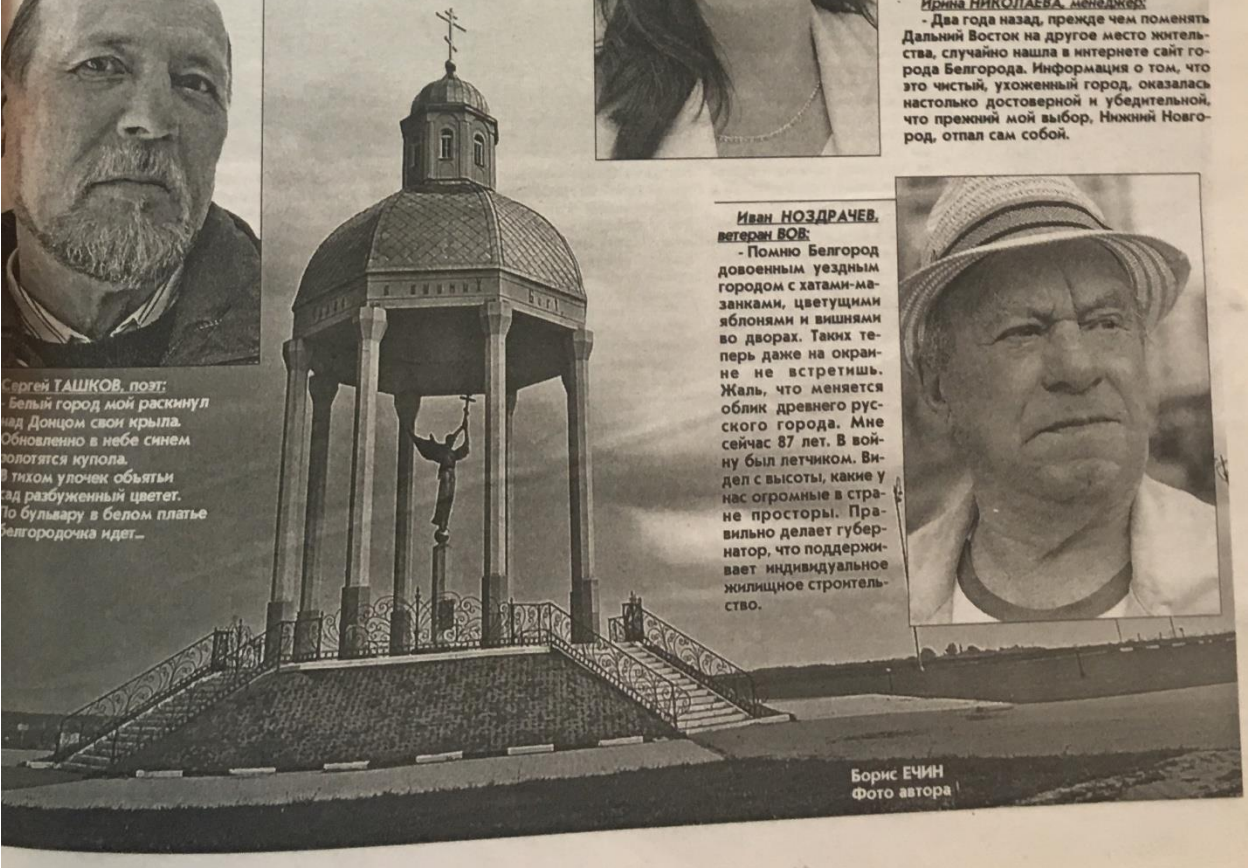 Ирина НИКОЛАЕВА, менеджер:
- Два года назад, прежде чем поменять
Дальний Восток на другое место житель-
ства, случайно нашла в интернете сайт го-
рода Белгорода. Информация о том, что
это чистый, ухоженный город, оказалась
настолько достоверной и убедительной,
что прежний мой выбор, Нижний Новго-
род, отпал сам собой.
Иван НОЗДРАЧЕВ,
ветеран ВОВ:
- Помню Белгород
довоенным уездным
городом с хатами-ма-
занками, цветущими
яблонями и вишнями
во дворах. Таких те-
перь даже на окраи-
не не встретишь.
Жаль, что меняется
облик древнего рус-
ского города. Мне
сейчас 87 лет. В вой-
ну был летчиком. Ви-
дел с высоты, какие у
нас огромные в стра-
не просторы. Пра-
вильно делает губер-
натор, что поддержи-
вает индивидуальное
жилищное строитель-
ство.
Сергей ТАШКОВ, поэт:
- Белый город мой раскинул
над Донцом свои крыла.
Обновленно в небе синем
золотятся купола.
В тихом улочек объятьи
сад разбуженный цветет.
По бульвару в белом платье
белгородочка идет...
Борис ЕЧИН
Фото автора